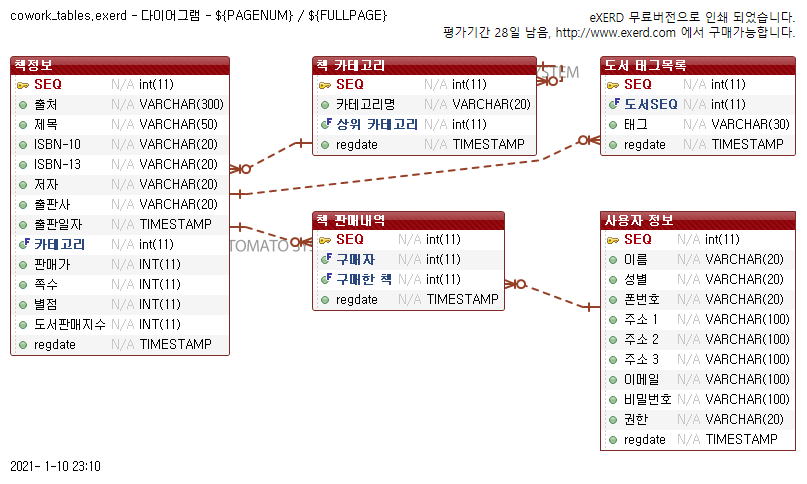 cowork_tables,exerd - 다이어그램 - ${PAGENUM} / ${FULLPAGE}
eXERD 무료버전으로 인쇄 되었습니다.
평가기간 28일 남음, http://www.exerd.com 에서 구매가능합니다.
책정보
SEQ N/A int(11)
출처 N/A VARCHAR(300)
제목 N/A VARCHAR(50)
ISBN-10 N/A VARCHAR(20)
ISBN-13 N/A VARCHAR(20)
저자 N/A VARCHAR(20)
출판사 N/A VARCHAR(20)
출판일자 N/A TIMESTAMP
F 카테고리 N/A int(11)
판매가 N/A INT(11)
쪽수 N/A INT(11)
별점 N/A INT(11)
도서판매지수 N/A INT(11)
regdate N/A TIMESTAMP
책 카테고리
SEQ N/A int(11)
카테고리명 N/A VARCHAR(20)
F 상위 카테고리 N/A int(11)
regdate N/A TIMESTAMP
STEM
도서 태그목록
SEQ N/A int(11)
F 도서SEQ N/A int(11)
태그 N/A VARCHAR(30)
regdate N/A TIMESTAMP
TOMATO S
책 판매내역
SEQ N/A int(11)
F 구매자 N/A int(11)
F 구매한 책 N/A int(11)
regdate N/A TIMESTAMP
사용자 정보
SEQ N/A int(11)
이름 N/A VARCHAR(20)
성별 N/A VARCHAR(20)
폰번호 N/A VARCHAR(20)
주소 1 N/A VARCHAR(100)
주소 2 N/A VARCHAR(100)
주소 3 N/A VARCHAR(100)
이메일 N/A VARCHAR(100)
비밀번호 N/A VARCHAR(100)
권한 N/A VARCHAR(20)
regdate N/A TIMESTAMP
2021- 1-10 23:10